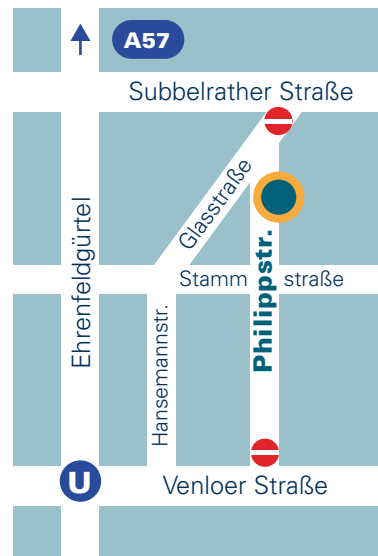 A57
Subbelrather Straße
Glasstraße
Ehrenfeldgürtel
Stamm straße
Philippstr.
Hansemannstr.
U
Venloer Straße